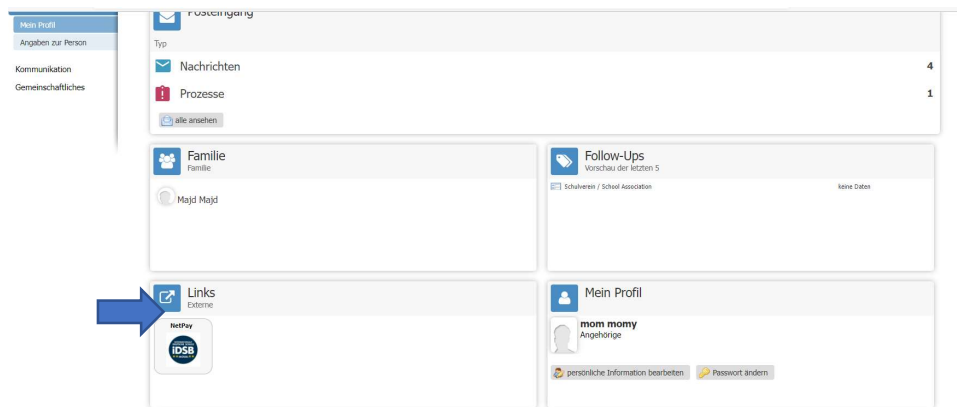 Mein Profil
Angaben zur Person
Kommunikation
Gemeinschaftliches
Posteingang
Typ
Nachrichten 4
Prozesse 1
alle ansehen
Familie
Familie
Majd Majd
Follow-Ups
Vorschau der letzten 5
Schulverein / School Association keine Daten
Links
Externe
NetPay
iDSB
Mein Profil
mom momy
Angehörige
persönliche Information bearbeiten Passwort ändern